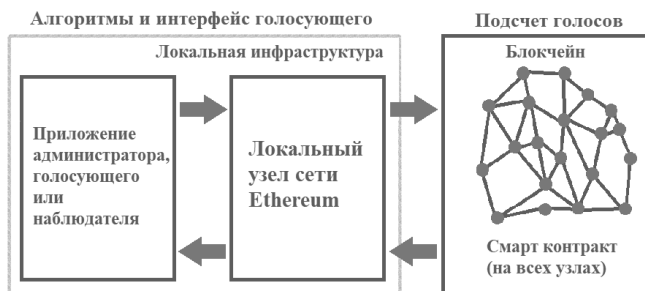 Алгоритмы и интерфейс голосующего
Локальная инфраструктура
Приложение
администратора,
голосующего
или
наблюдателя
Локальный
узел сети
Ethereum
Подсчет голосов
Блокчейн
Смарт контракт
(на всех узлах)